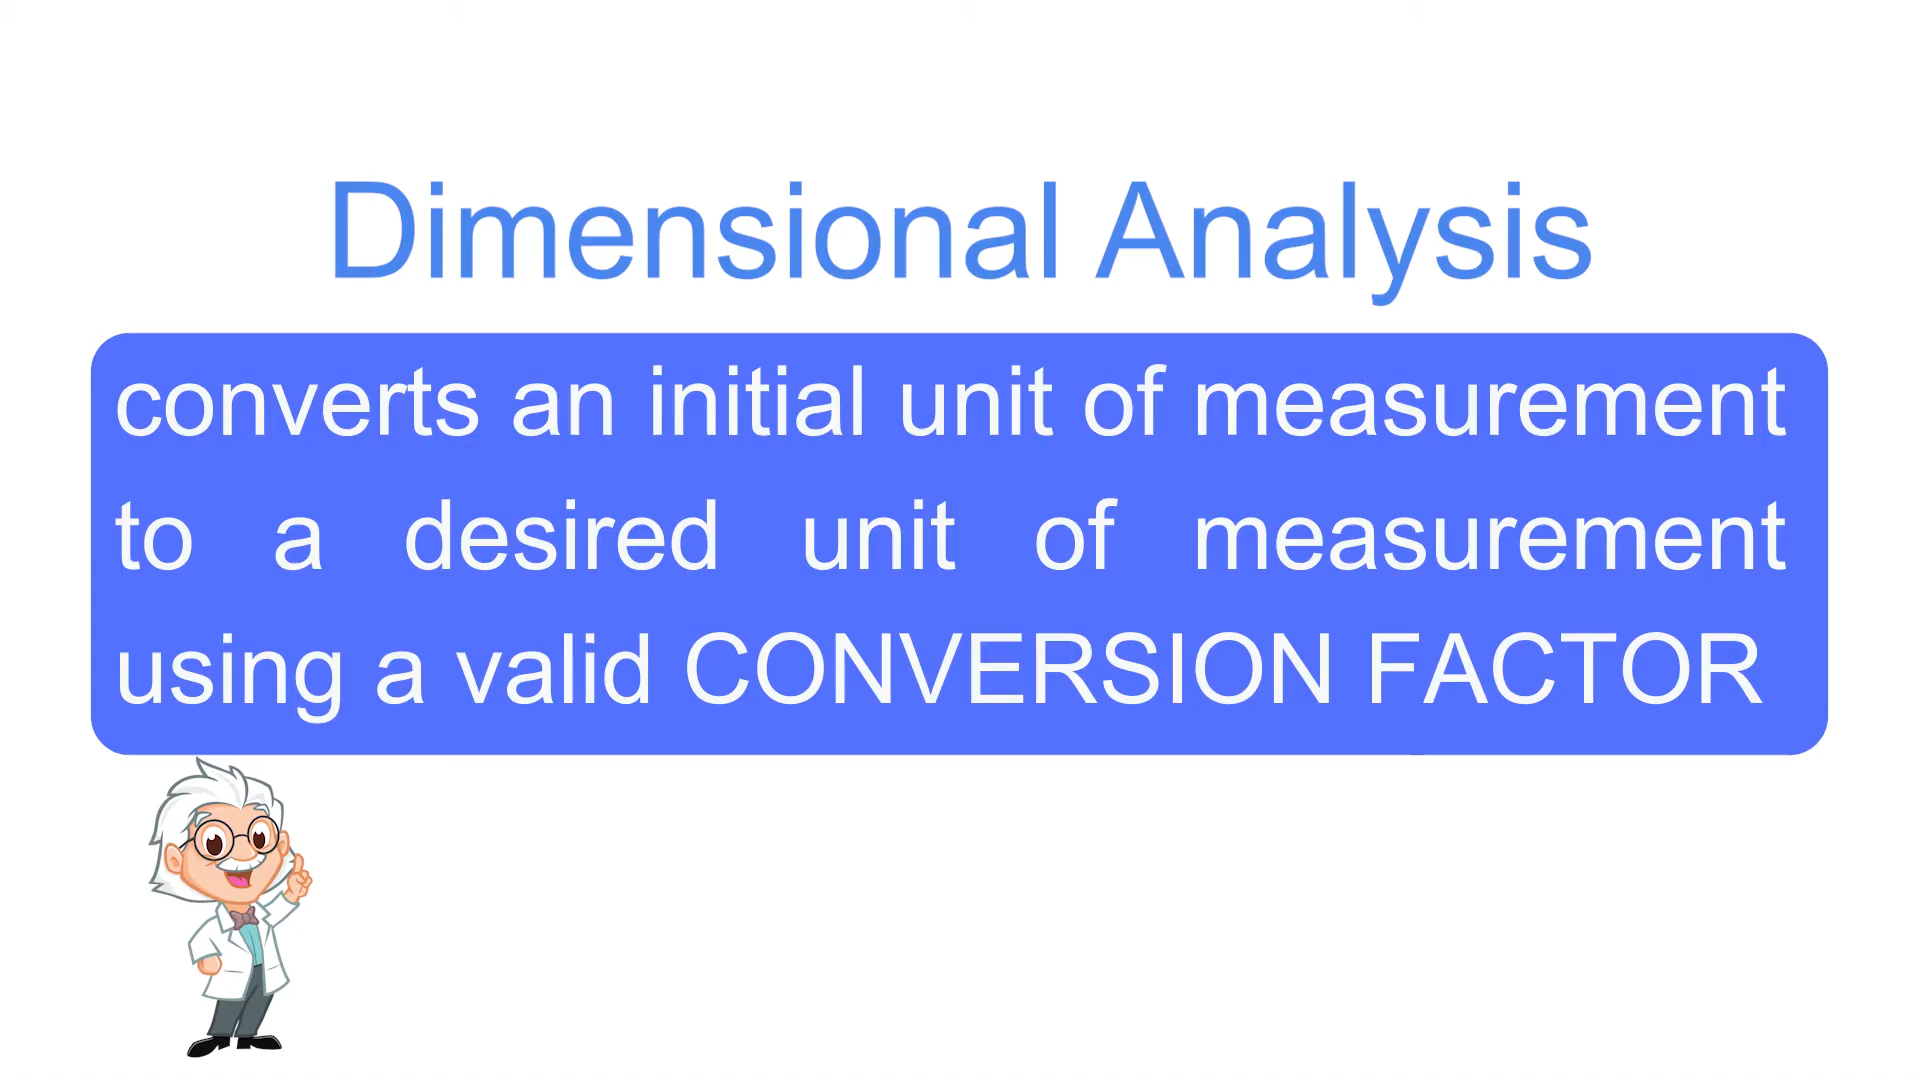 Dimensional Analysis
converts an initial unit of measurement
to a desired unit of measurement
using a valid CONVERSION FACTOR